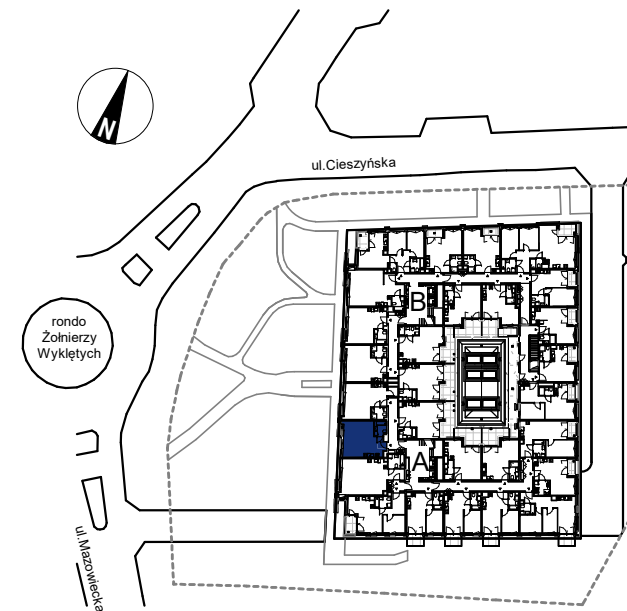 N
ul.Cieszyńska
B
rondo
Żołnierzy
Wyklętych
A
ul.Mazowiecka